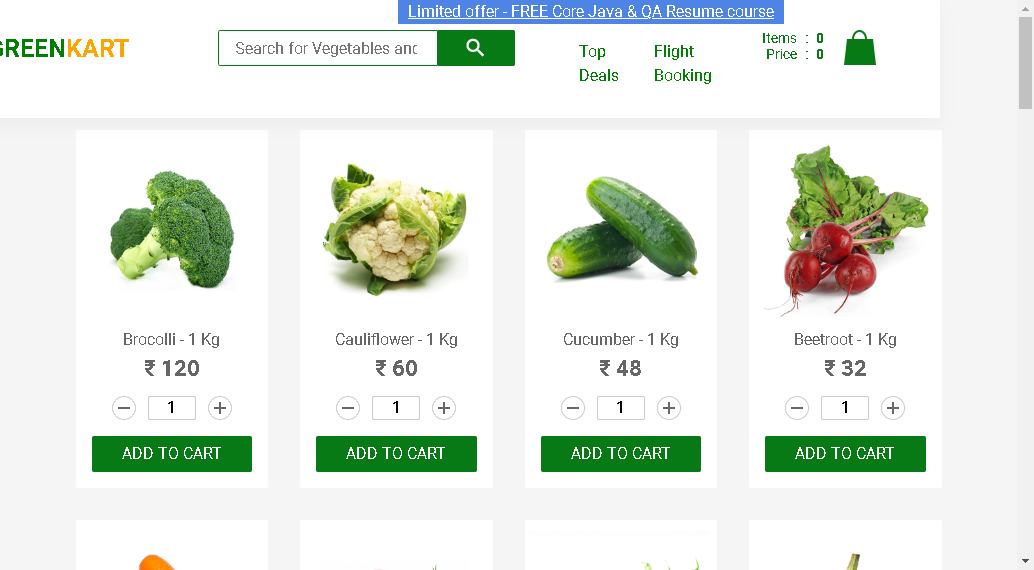 Limited offer - FREE Core Java & QA Resume course
GREENKART
Search for Vegetables and
Top
Deals
Flight
Booking
Items : 0
Price : 0
Brocolli - 1 Kg
₹ 120
1
ADD TO CART
Cauliflower - 1 Kg
₹ 60
1
ADD TO CART
Cucumber - 1 Kg
₹ 48
1
ADD TO CART
Beetroot - 1 Kg
₹ 32
1
ADD TO CART